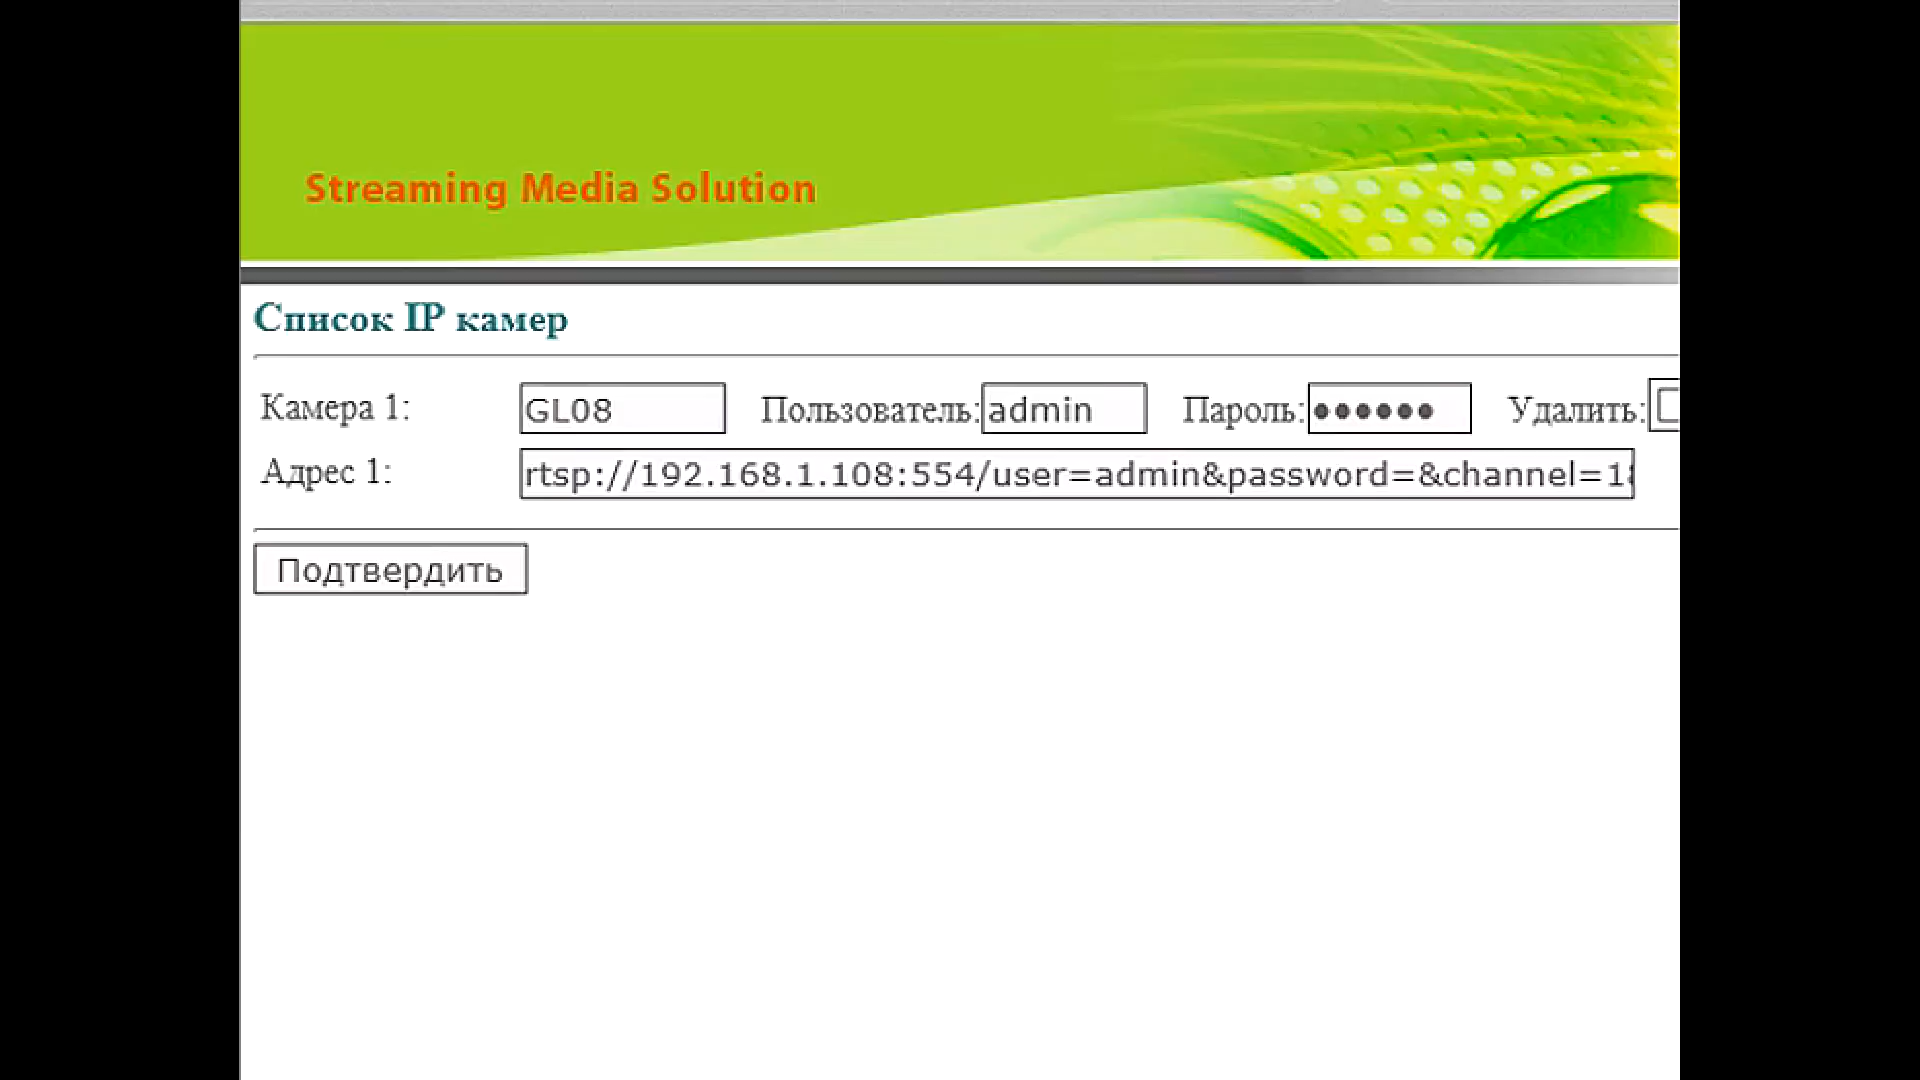 Streaming Media Solution
Список IP камер
Камера 1: GL08 Пользователь: admin Пароль: ●●●●●● Удалить:
Адрес 1: rtsp://192.168.1.108:554/user=admin&password=&channel=1
Подтвердить